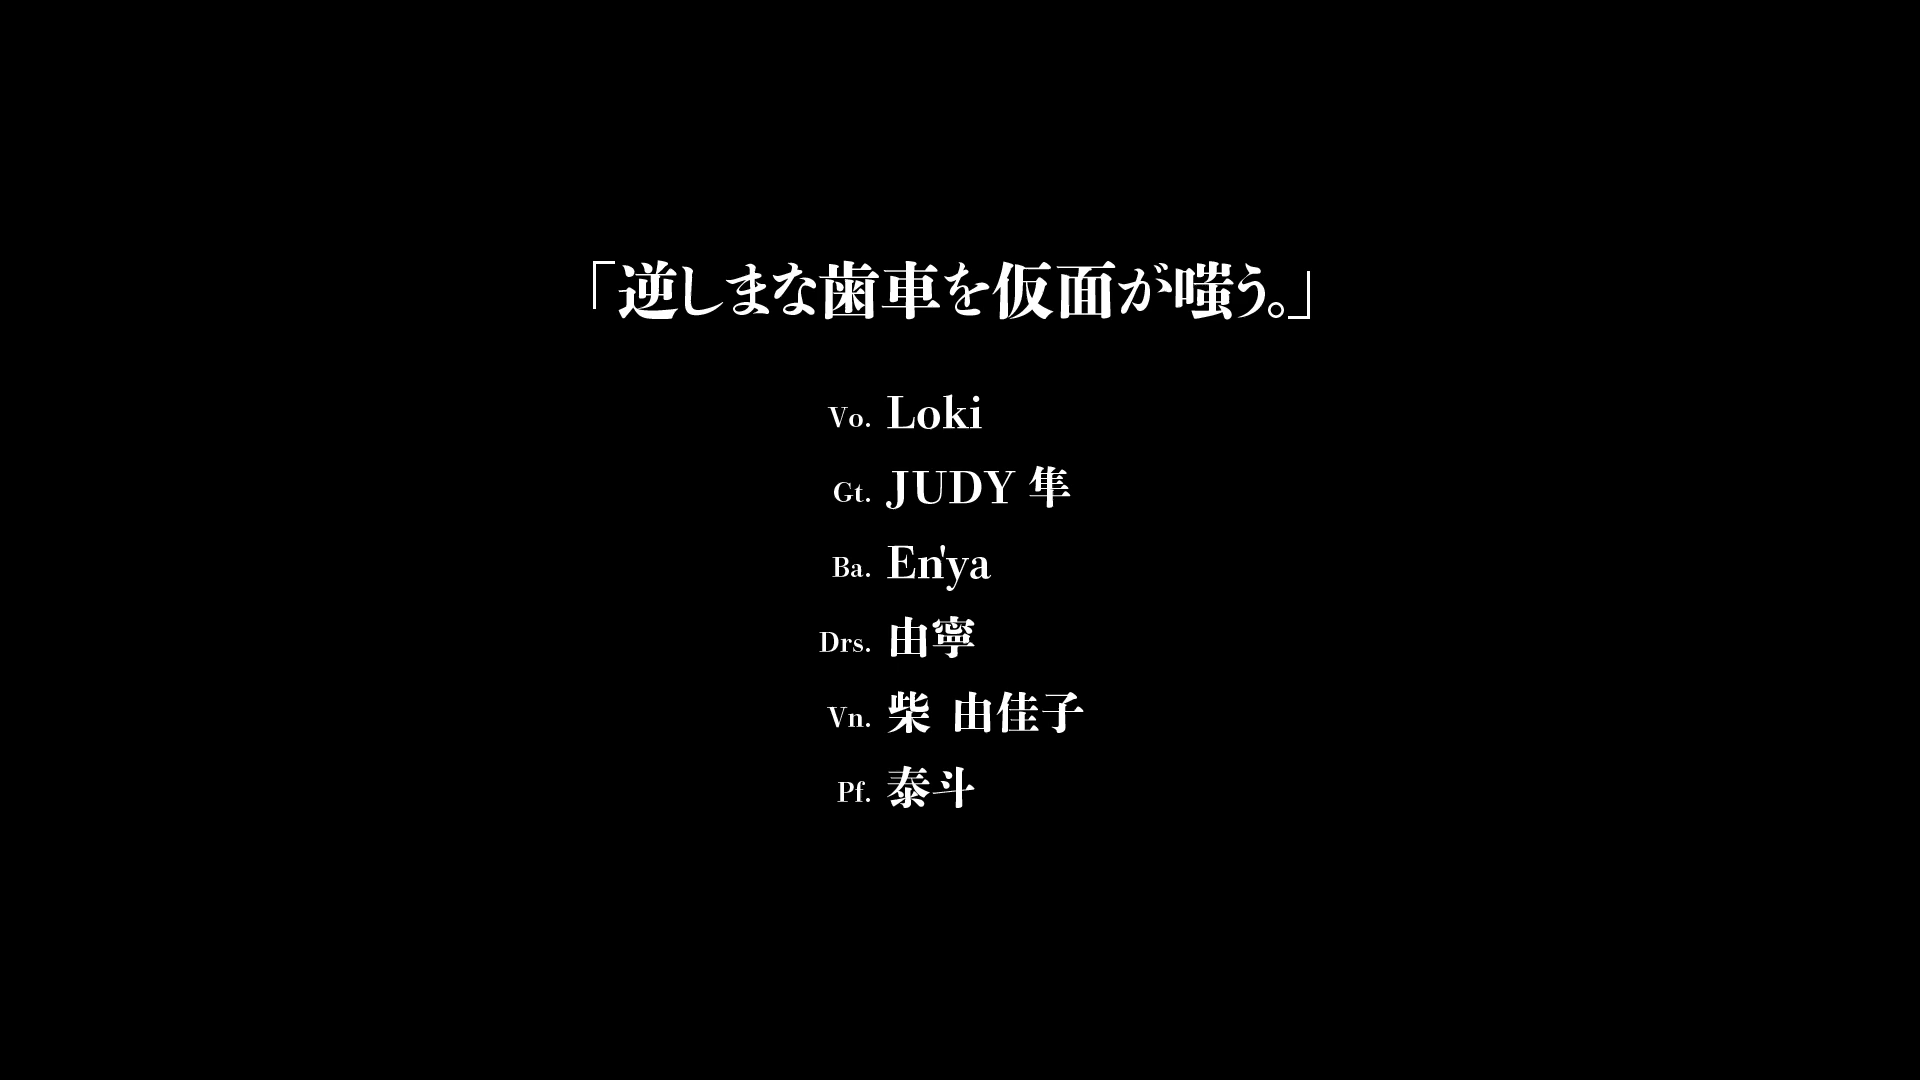 「逆しまな歯車を仮面が嗤う。」
Vo. Loki
Gt. JUDY 隼
Ba. En'ya
Drs. 由寧
Vn. 柴 由佳子
Pf. 泰斗